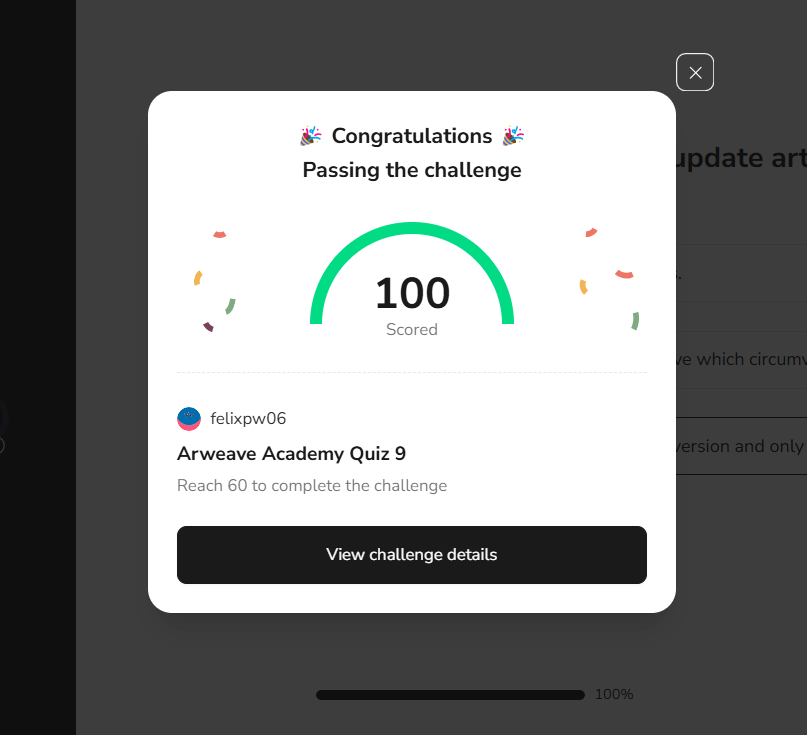 Congratulations
Passing the challenge
update art
100
Scored
s.
ve which circumv
felixpw06
version and only
Arweave Academy Quiz 9
Reach 60 to complete the challenge
View challenge details
100%